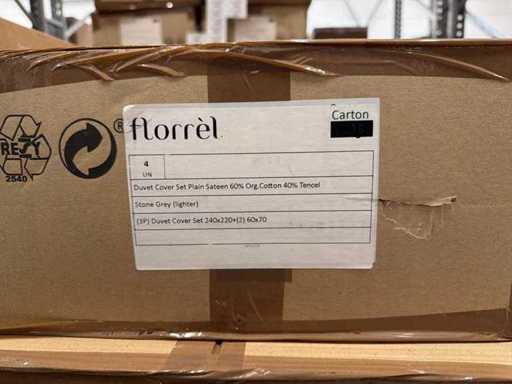 florrèl
Carton
4
UN
Duvet Cover Set Plain Sateen 60% Org.Cotton 40% Tencel
Stone Grey (lighter)
(3P) Duvet Cover Set 240x220+(2) 60x70
RESY
2540
®